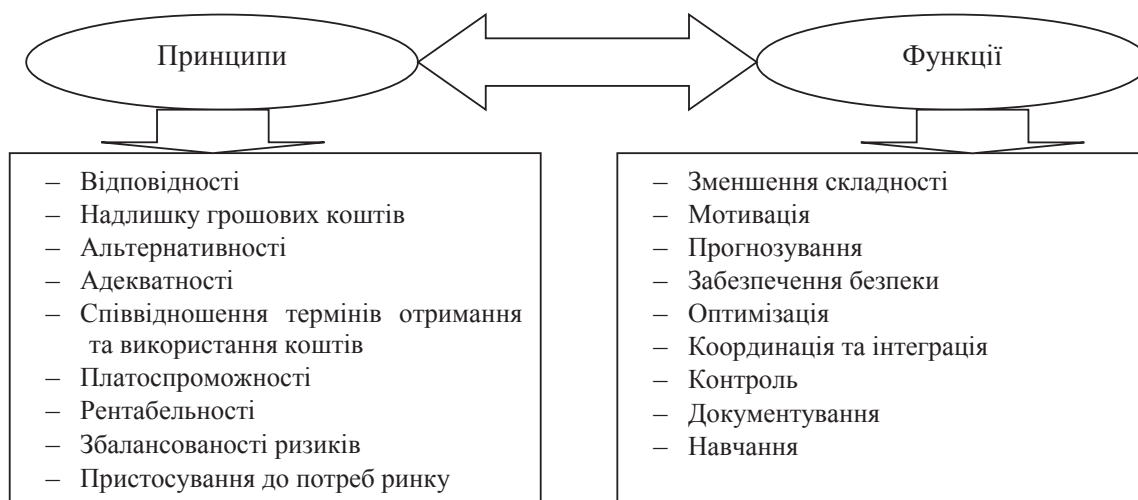 Принципи
Функції
– Відповідності
– Надлишку грошових коштів
– Альтернативності
– Адекватності
– Співвідношення термінів отримання
та використання коштів
– Платоспроможності
– Рентабельності
– Збалансованості ризиків
– Пристосування до потреб ринку
– Зменшення складності
– Мотивація
– Прогнозування
– Забезпечення безпеки
– Оптимізація
– Координація та інтеграція
– Контроль
– Документування
– Навчання